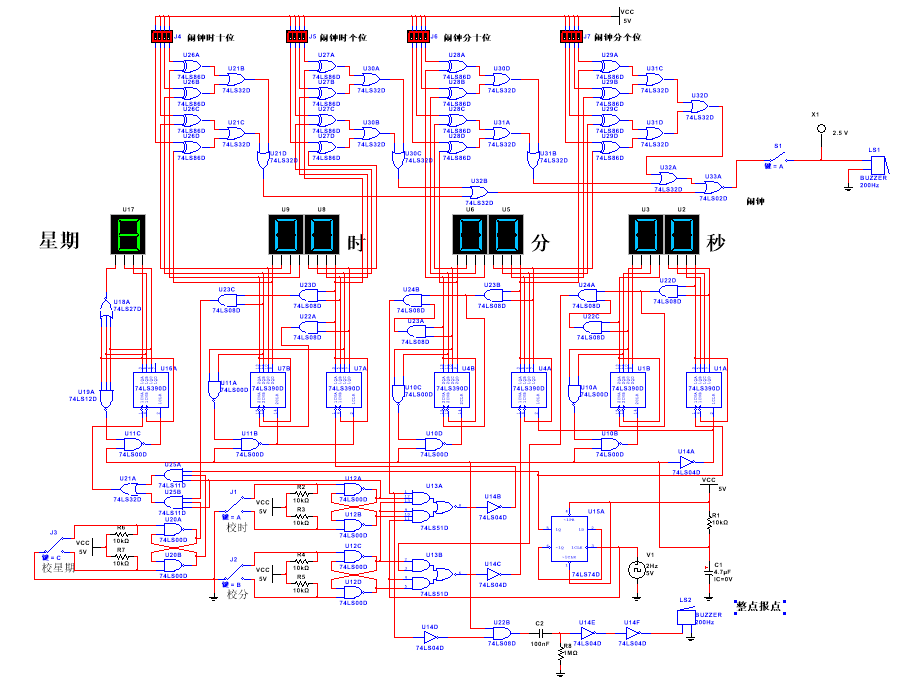 VCC
5V
J4 闹钟时十位
J5 闹钟时个位
J6 闹钟分十位
J7 闹钟分个位
U26A
74LS86D
U26B
74LS86D
U26C
74LS86D
U26D
74LS86D
U21B
74LS32D
U21C
74LS32D
U21D
74LS32D
U27A
74LS86D
U27B
74LS86D
U27C
74LS86D
U27D
74LS86D
U30A
74LS32D
U30B
74LS32D
U30C
74LS32D
U28A
74LS86D
U28B
74LS86D
U28C
74LS86D
U28D
74LS86D
U30D
74LS32D
U31A
74LS32D
U31B
74LS32D
U29A
74LS86D
U29B
74LS86D
U29C
74LS86D
U29D
74LS86D
U31C
74LS32D
U31D
74LS32D
U32D
74LS32D
U32A
74LS32D
U32B
74LS32D
U33A
74LS02D
S1
键 = A
X1
2.5 V
LS1
BUZZER
200Hz
闹钟
星期
U17
U9
U8
时
U6
U5
分
U3
U2
秒
U18A
74LS27D
U23C
74LS08D
U23D
74LS08D
U22A
74LS08D
U24B
74LS08D
U23B
74LS08D
U23A
74LS08D
U24A
74LS08D
U22D
74LS08D
U22C
74LS08D
U19A
74LS12D
U16A
74LS390D
U11A
74LS00D
U7B
74LS390D
U7A
74LS390D
U10C
74LS00D
U4B
74LS390D
U4A
74LS390D
U10A
74LS00D
U1B
74LS390D
U1A
74LS390D
U11C
74LS00D
U11B
74LS00D
U10D
74LS00D
U10B
74LS00D
U14A
74LS04D
U21A
74LS32D
U25A
74LS11D
U25B
74LS11D
J1
键 = A
校时
VCC
5V
R2
10kΩ
R3
10kΩ
U12A
74LS00D
U12B
74LS00D
U13A
74LS51D
U14B
74LS04D
U15A
74LS74D
VCC
5V
R1
10kΩ
J3
键 = C
校星期
VCC
5V
R6
10kΩ
R7
10kΩ
U20A
74LS00D
U20B
74LS00D
J2
键 = B
校分
VCC
5V
R4
10kΩ
R5
10kΩ
U12C
74LS00D
U12D
74LS00D
U13B
74LS51D
U14C
74LS04D
V1
2Hz
5V
C1
4.7µF
IC=0V
U14D
74LS04D
U22B
74LS08D
C2
100nF
R8
1MΩ
U14E
74LS04D
U14F
74LS04D
LS2
BUZZER
200Hz
整点报点